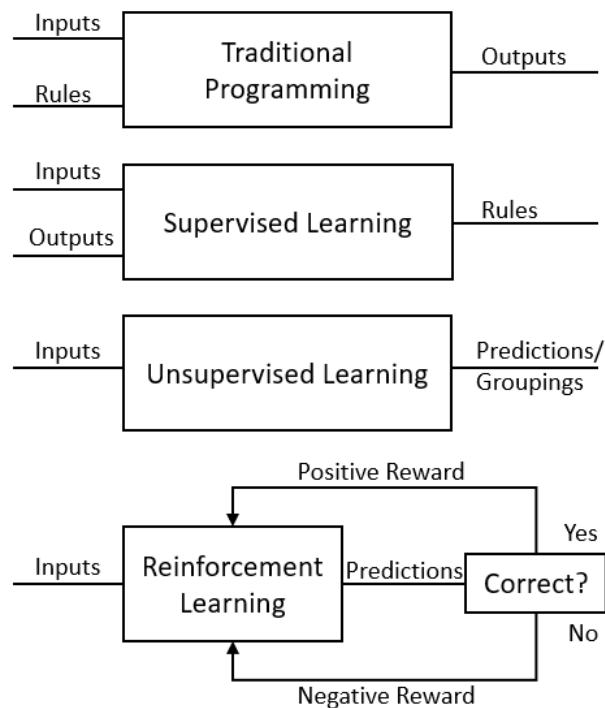 Inputs
Rules
Traditional
Programming
Outputs
Inputs
Outputs
Supervised Learning
Rules
Inputs
Unsupervised Learning
Predictions/
Groupings
Positive Reward
Inputs
Reinforcement
Learning
Predictions
Correct?
Yes
No
Negative Reward